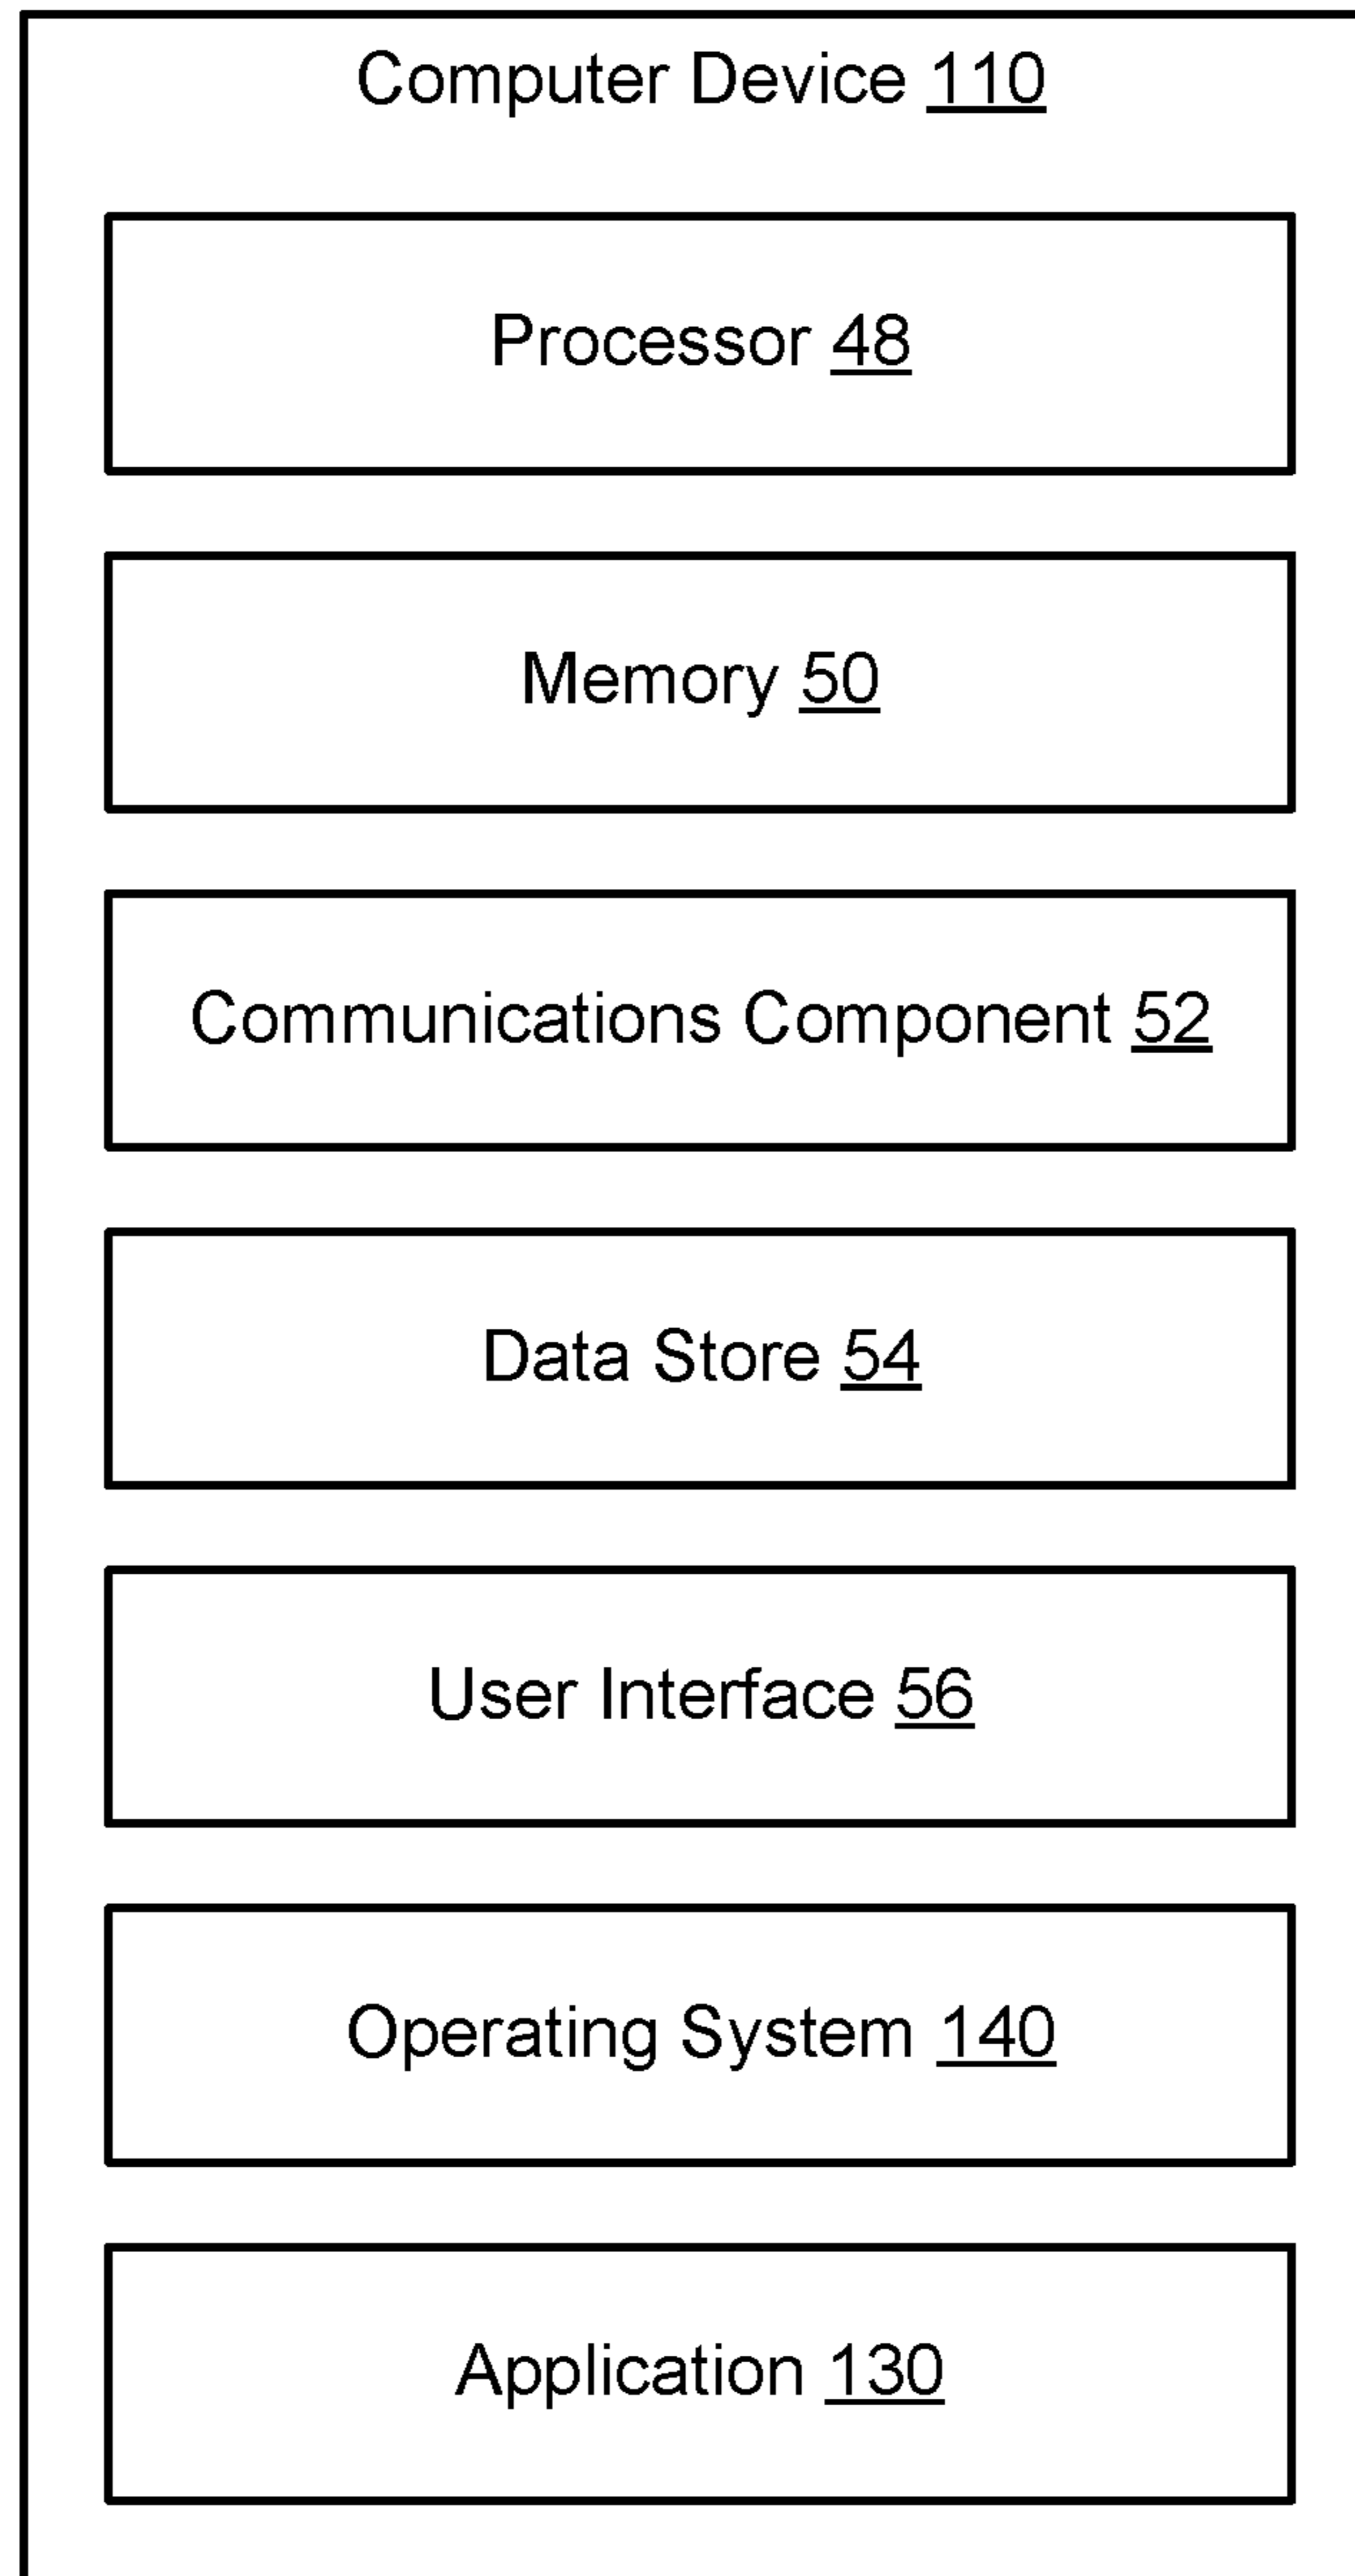 Computer Device 110
Processor 48
Memory 50
Communications Component 52
Data Store 54
User Interface 56
Operating System 140
Application 130